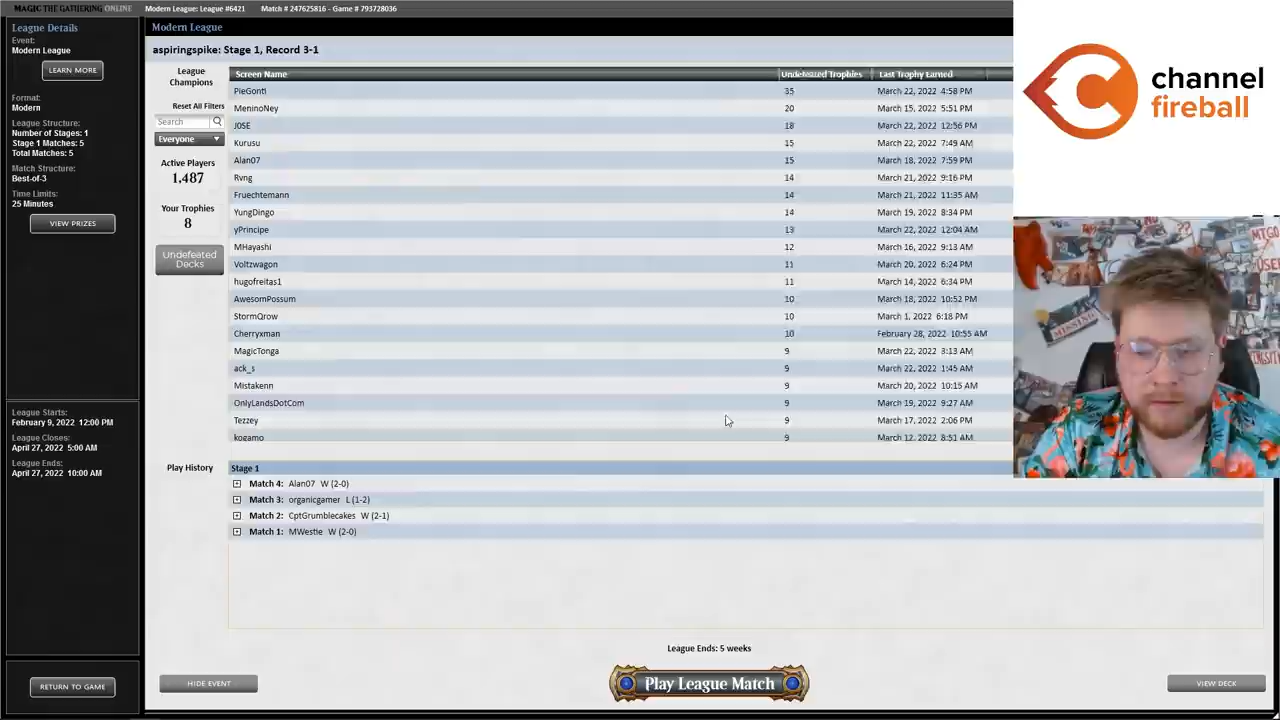 MAGIC THE GATHERING ONLINE
Modern League: League #6421
Match # 247625816 - Game # 793728036
League Details
Event:
Modern League
LEARN MORE
Format:
Modern
League Structure:
Number of Stages: 1
Stage 1 Matches: 5
Total Matches: 5
Match Structure:
Best-of-3
Time Limits:
25 Minutes
VIEW PRIZES
League Starts:
February 9, 2022 12:00 PM
League Closes:
April 27, 2022 5:00 AM
League Ends:
April 27, 2022 10:00 AM
RETURN TO GAME
Modern League
aspiringspike: Stage 1, Record 3-1
League
Champions
Reset All Filters
Search
Everyone
Active Players
1,487
Your Trophies
8
Undefeated
Decks
Screen Name Undefeated Trophies Last Trophy Earned
PieGonti 35 March 22, 2022 4:58 PM
MeninoNey 20 March 15, 2022 5:51 PM
J0SE 18 March 22, 2022 12:56 PM
Kurusu 15 March 22, 2022 7:49 AM
Alan07 15 March 18, 2022 7:59 PM
Rvng 14 March 21, 2022 9:16 PM
Fruechtemann 14 March 21, 2022 11:35 AM
YungDingo 14 March 19, 2022 8:34 PM
yPrincipe 13 March 22, 2022 12:04 AM
MHayashi 12 March 16, 2022 9:13 AM
Voltzwagon 11 March 20, 2022 6:24 PM
hugofreitas1 11 March 14, 2022 6:34 PM
AwesomPossum 10 March 18, 2022 10:52 PM
StormQrow 10 March 1, 2022 6:18 PM
Cherryxman 10 February 28, 2022 10:55 AM
MagicTonga 9 March 22, 2022 3:13 AM
ack_s 9 March 22, 2022 1:45 AM
Mistakenn 9 March 20, 2022 10:15 AM
OnlyLandsDotCom 9 March 19, 2022 9:27 AM
Tezzey 9 March 17, 2022 2:06 PM
kogamo 9 March 12, 2022 8:51 AM
Play History
Stage 1
Match 4: Alan07 W (2-0)
Match 3: organicgamer L (1-2)
Match 2: CptGrumblecakes W (2-1)
Match 1: MWestie W (2-0)
League Ends: 5 weeks
HIDE EVENT
Play League Match
VIEW DECK
channel
fireball
MTGO
USER
MISSING